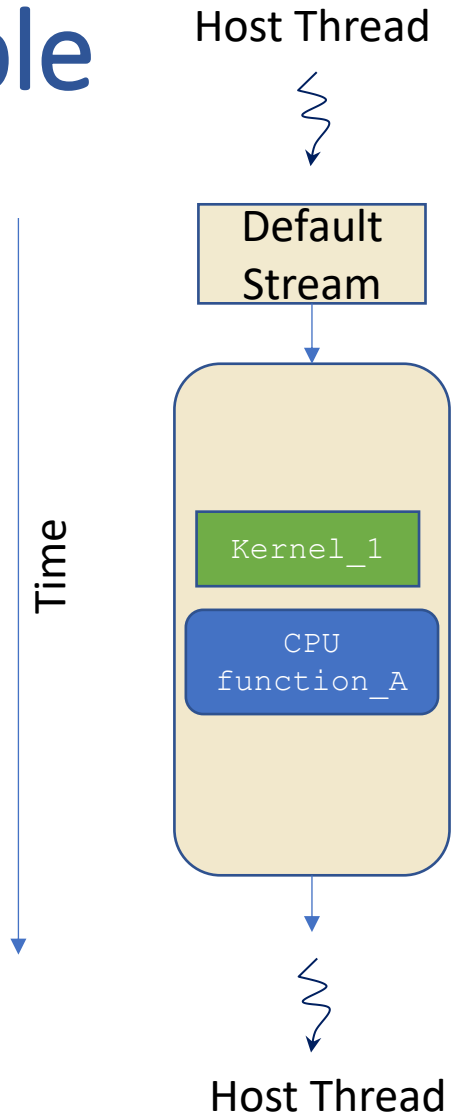 ple
Host Thread
Default
Stream
Time
Kernel_1
CPU
function_A
Host Thread